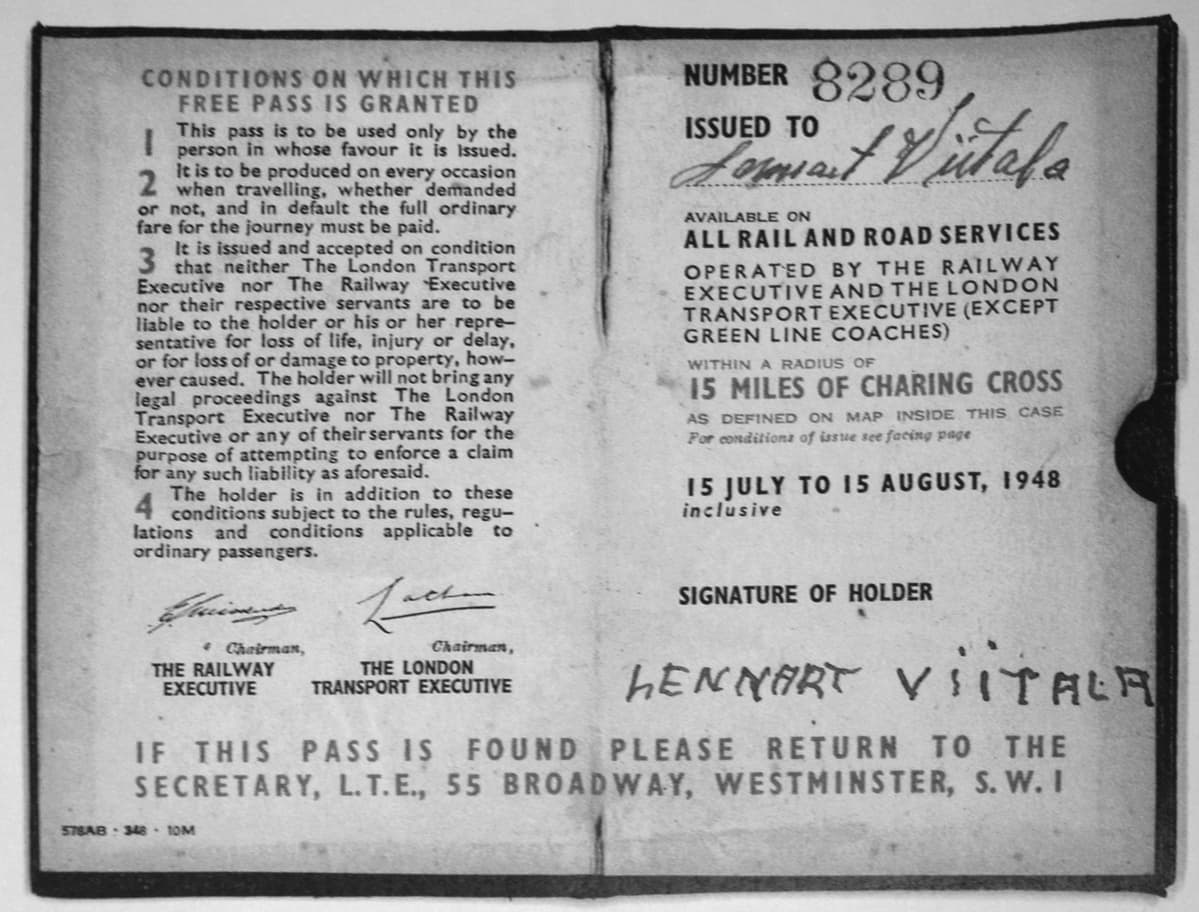 CONDITIONS ON WHICH THIS
FREE PASS IS GRANTED
1 This pass is to be used only by the
person in whose favour it is issued.
2 It is to be produced on every occasion
when travelling, whether demanded
or not, and in default the full ordinary
fare for the journey must be paid.
3 It is issued and accepted on condition
that neither The London Transport
Executive nor The Railway Executive
nor their respective servants are to be
liable to the holder or his or her repre-
sentative for loss of life, injury or delay,
or for loss of or damage to property, how-
ever caused. The holder will not bring any
legal proceedings against The London
Transport Executive nor The Railway
Executive or any of their servants for the
purpose of attempting to enforce a claim
for any such liability as aforesaid.
4 The holder is in addition to these
conditions subject to the rules, regu-
lations and conditions applicable to
ordinary passengers.
Chairman,
THE RAILWAY
EXECUTIVE
Latham
Chairman,
THE LONDON
TRANSPORT EXECUTIVE
NUMBER 8289
ISSUED TO
Lennart Viitala
AVAILABLE ON
ALL RAIL AND ROAD SERVICES
OPERATED BY THE RAILWAY
EXECUTIVE AND THE LONDON
TRANSPORT EXECUTIVE (EXCEPT
GREEN LINE COACHES)
WITHIN A RADIUS OF
15 MILES OF CHARING CROSS
AS DEFINED ON MAP INSIDE THIS CASE
For conditions of issue see facing page
15 JULY TO 15 AUGUST, 1948
inclusive
SIGNATURE OF HOLDER
LENNART VIITALA
IF THIS PASS IS FOUND PLEASE RETURN TO THE
SECRETARY, L.T.E., 55 BROADWAY, WESTMINSTER, S.W.1
578AB · 348 · 10M